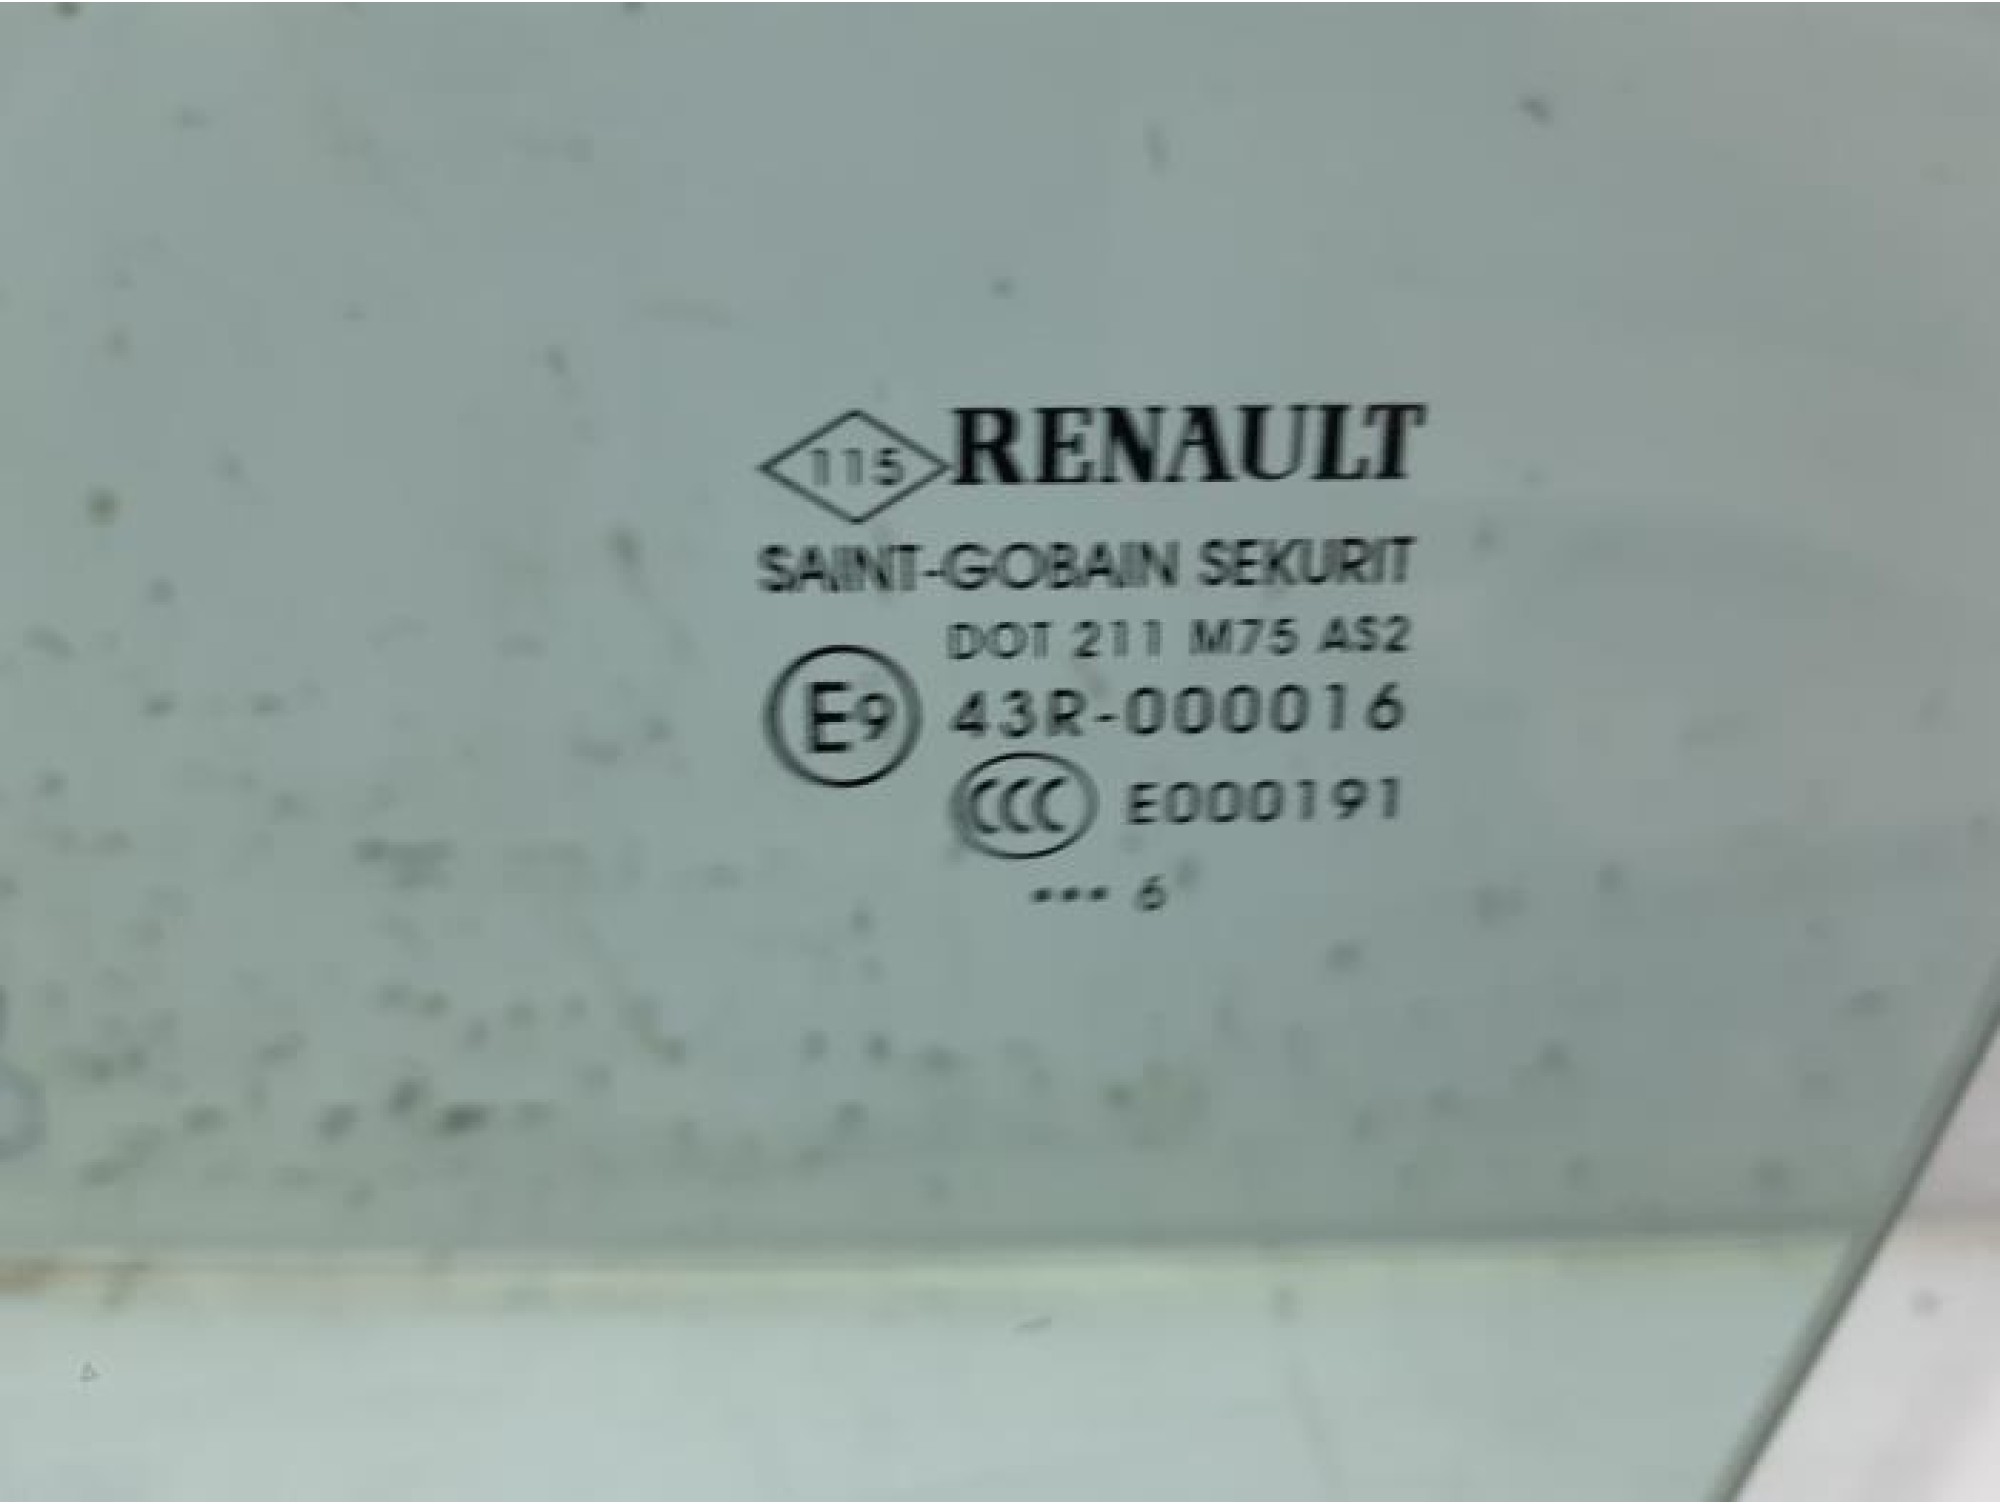 115 RENAULT
SAINT-GOBAIN SEKURIT
DOT 211 M75 AS2
E9 43R-000016
CCC E000191
••• 6